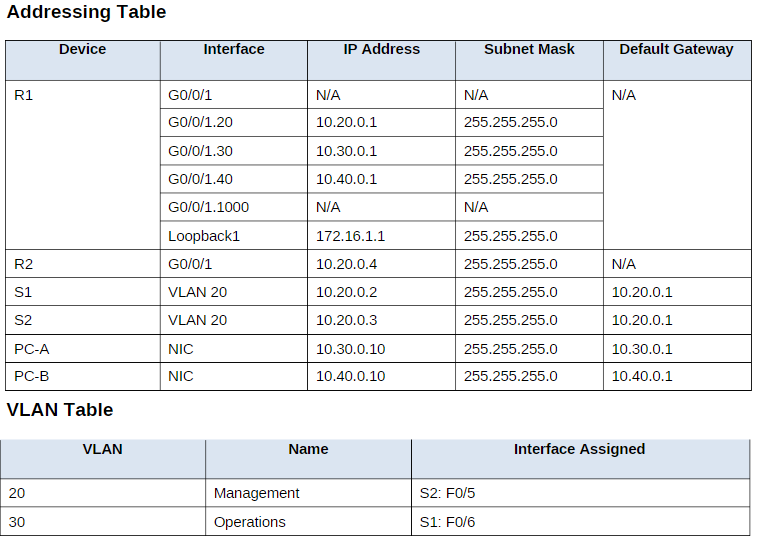 Addressing Table
Device Interface IP Address Subnet Mask Default Gateway
R1 G0/0/1 N/A N/A N/A
G0/0/1.20 10.20.0.1 255.255.255.0
G0/0/1.30 10.30.0.1 255.255.255.0
G0/0/1.40 10.40.0.1 255.255.255.0
G0/0/1.1000 N/A N/A
Loopback1 172.16.1.1 255.255.255.0
R2 G0/0/1 10.20.0.4 255.255.255.0 N/A
S1 VLAN 20 10.20.0.2 255.255.255.0 10.20.0.1
S2 VLAN 20 10.20.0.3 255.255.255.0 10.20.0.1
PC-A NIC 10.30.0.10 255.255.255.0 10.30.0.1
PC-B NIC 10.40.0.10 255.255.255.0 10.40.0.1
VLAN Table
VLAN Name Interface Assigned
20 Management S2: F0/5
30 Operations S1: F0/6